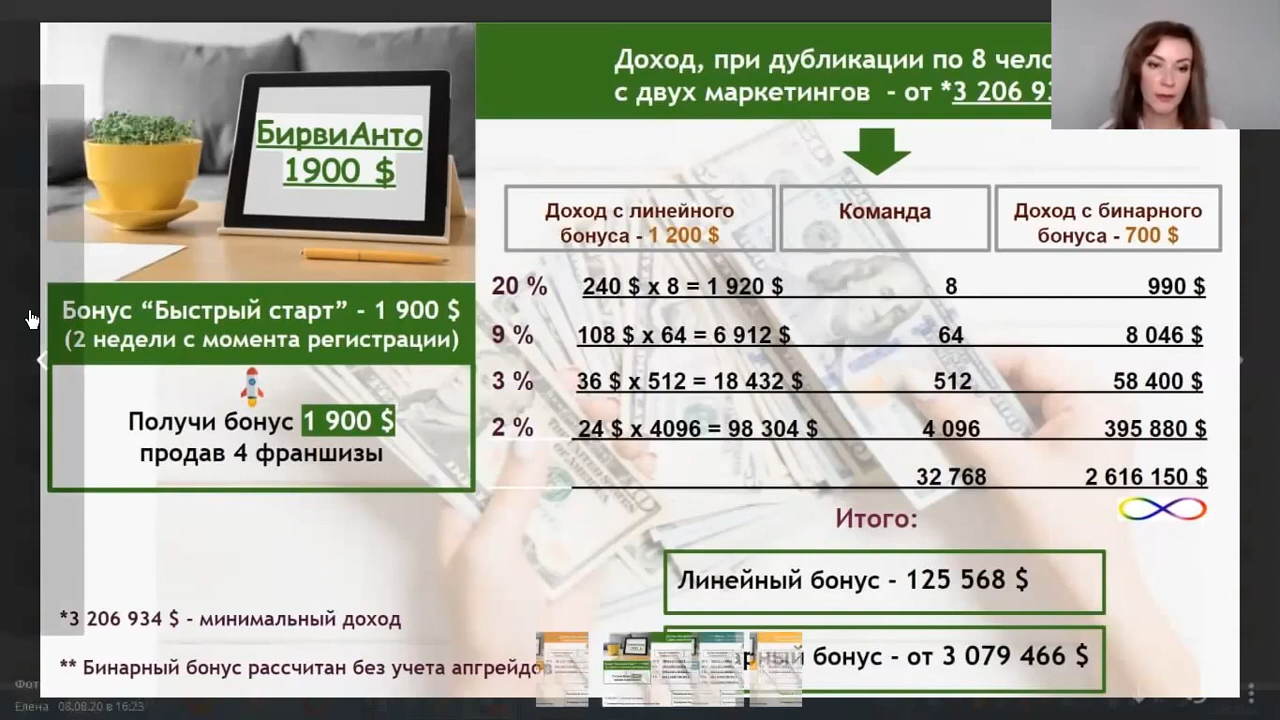 Доход, при дубликации по 8 чело
с двух маркетингов - от *3 206 93
БирвиАнто
1900 $
Доход с линейного
бонуса - 1 200 $
Команда
Доход с бинарного
бонуса - 700 $
20 % 240 $ x 8 = 1 920 $ 8 990 $
9 % 108 $ x 64 = 6 912 $ 64 8 046 $
3 % 36 $ x 512 = 18 432 $ 512 58 400 $
2 % 24 $ x 4096 = 98 304 $ 4 096 395 880 $
32 768 2 616 150 $
Бонус “Быстрый старт” - 1 900 $
(2 недели с момента регистрации)
Получи бонус 1 900 $
продав 4 франшизы
Итого:
Линейный бонус - 125 568 $
бонус - от 3 079 466 $
*3 206 934 $ - минимальный доход
** Бинарный бонус рассчитан без учета апгрейдов
Фот
Елена 08.08.20 в 16:23